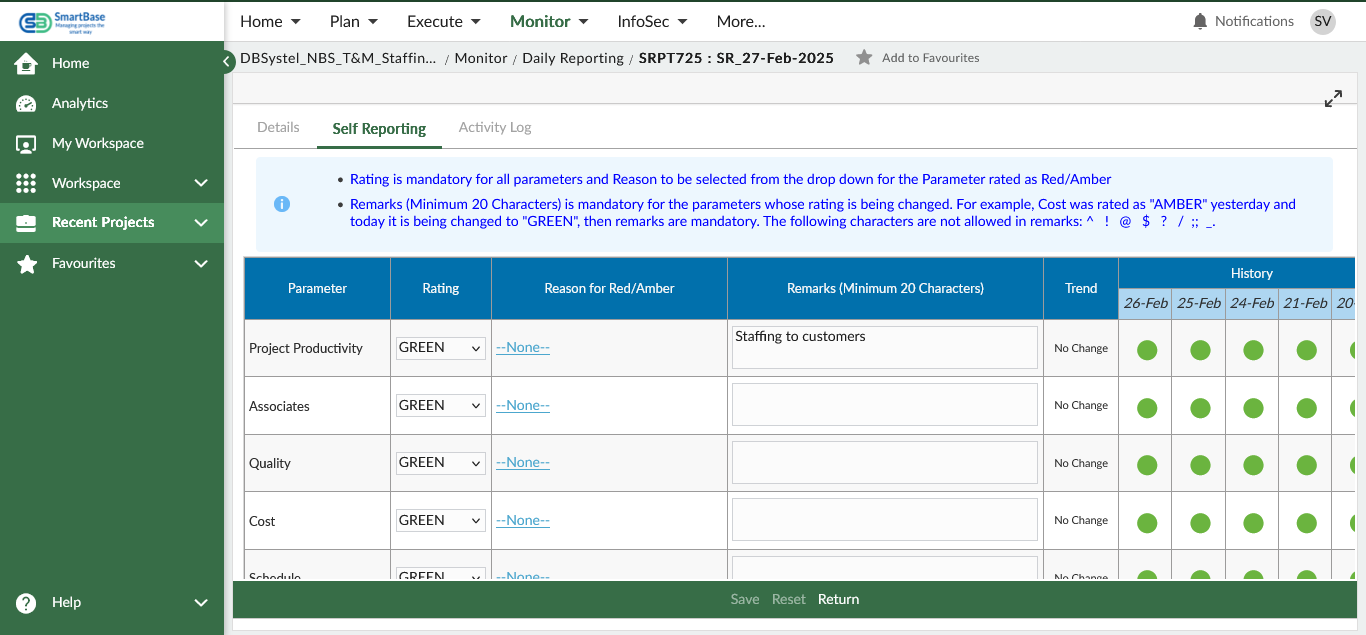 SmartBase
Managing projects the
smart way
Home Plan Execute Monitor InfoSec More...
Notifications SV
Home
Analytics
My Workspace
Workspace
Recent Projects
Favourites
Help
DBSystel_NBS_T&M_Staffin... / Monitor / Daily Reporting / SRPT725 : SR_27-Feb-2025 Add to Favourites
Details Self Reporting Activity Log
• Rating is mandatory for all parameters and Reason to be selected from the drop down for the Parameter rated as Red/Amber
• Remarks (Minimum 20 Characters) is mandatory for the parameters whose rating is being changed. For example, Cost was rated as "AMBER" yesterday and
today it is being changed to "GREEN", then remarks are mandatory. The following characters are not allowed in remarks: ^ ! @ $ ? / ;; _.
Parameter Rating Reason for Red/Amber Remarks (Minimum 20 Characters) Trend History
26-Feb 25-Feb 24-Feb 21-Feb 20-
Project Productivity GREEN --None-- Staffing to customers No Change
Associates GREEN --None-- No Change
Quality GREEN --None-- No Change
Cost GREEN --None-- No Change
Schedule GREEN --None-- No Change
Save Reset Return